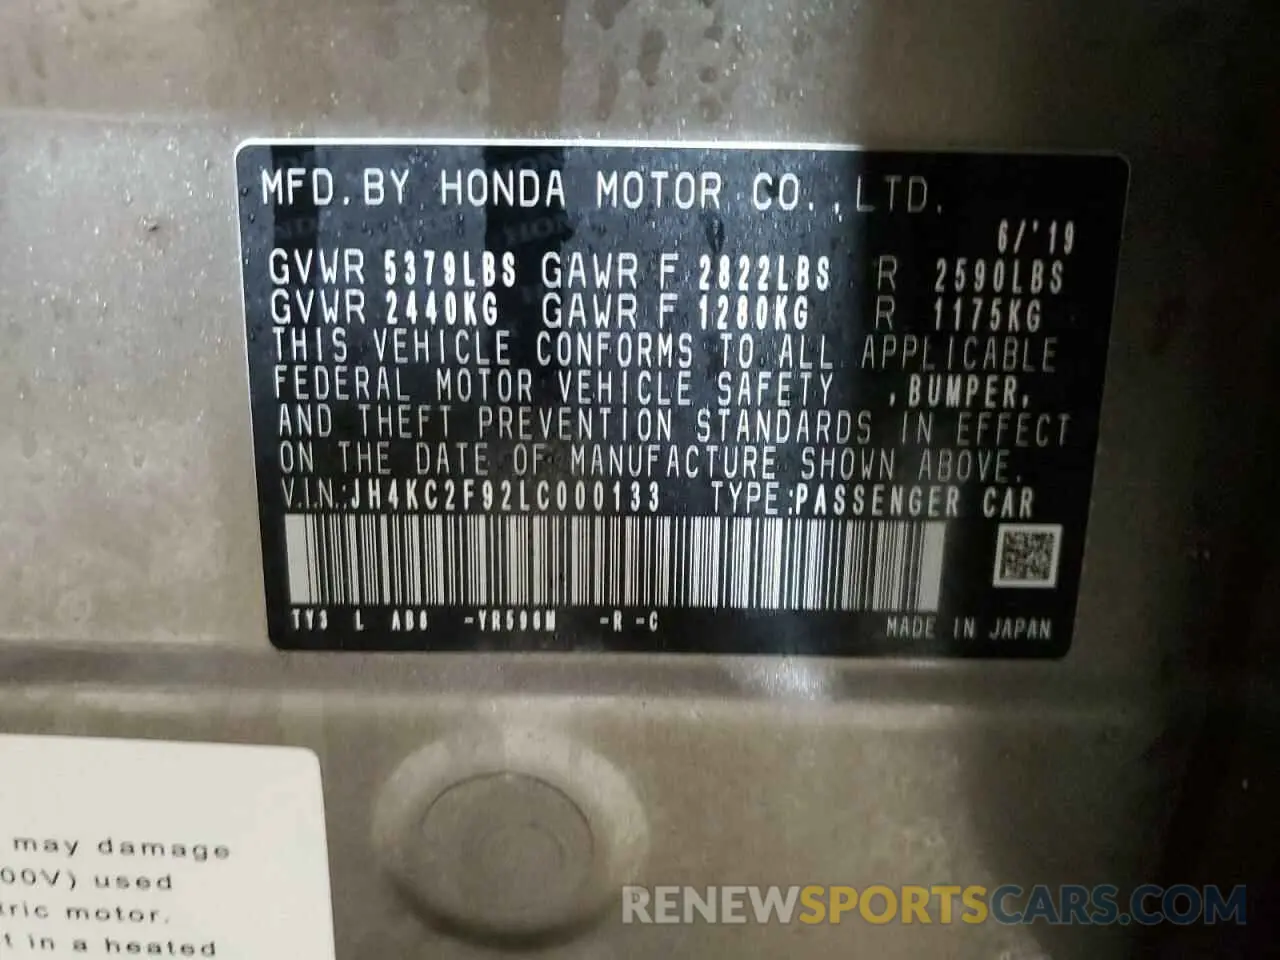 MFD. BY HONDA MOTOR CO., LTD.
6/'19
GVWR 5379LBS GAWR F 2822LBS R 2590LBS
GVWR 2440KG GAWR F 1280KG R 1175KG
THIS VEHICLE CONFORMS TO ALL APPLICABLE
FEDERAL MOTOR VEHICLE SAFETY , BUMPER,
AND THEFT PREVENTION STANDARDS IN EFFECT
ON THE DATE OF MANUFACTURE SHOWN ABOVE.
V.I.N.:JH4KC2F92LC000133 TYPE:PASSENGER CAR
TY3 L AB6 -YR596M -R -C
MADE IN JAPAN
may damage
00V) used
tric motor.
t in a heated
RENEWSPORTSCARS.COM